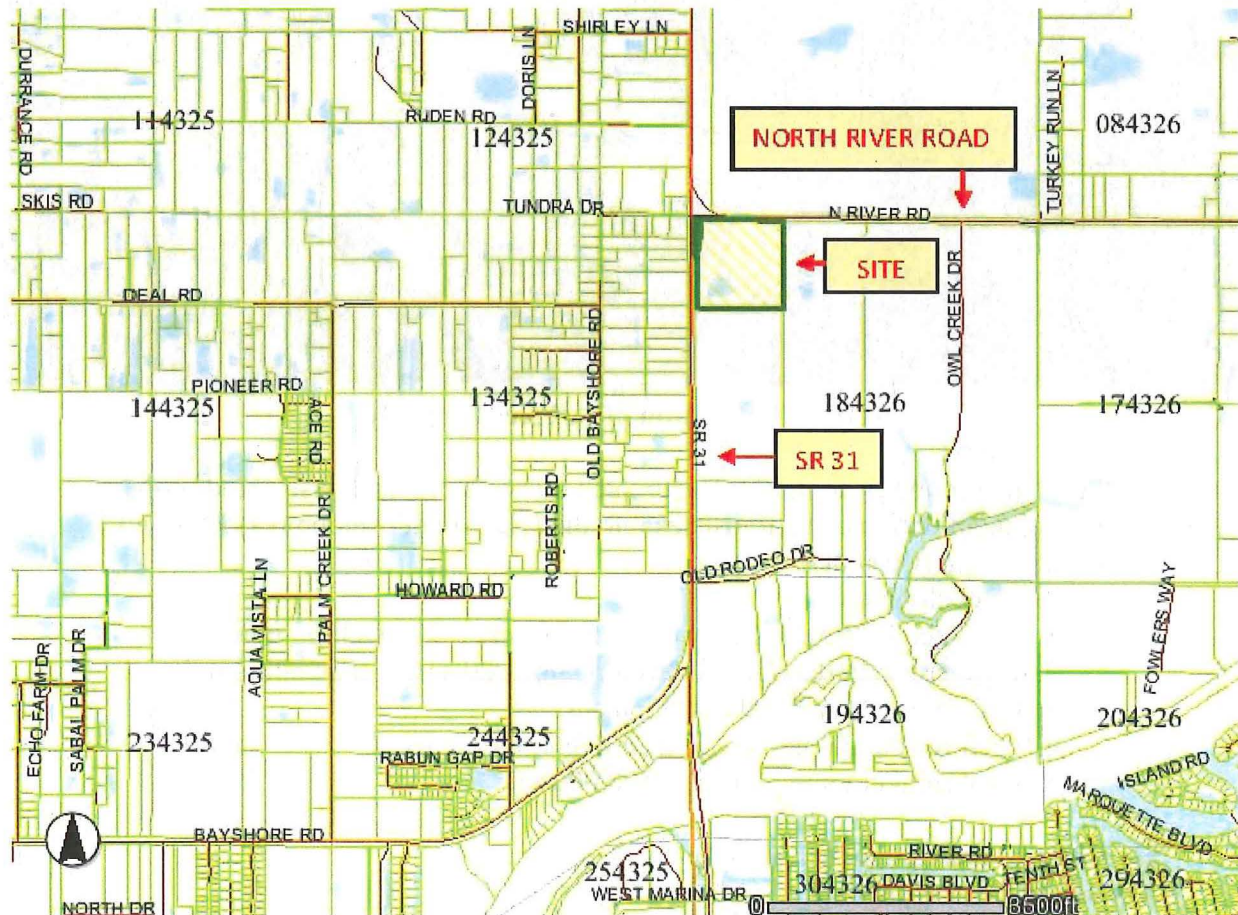 SHIRLEY LN
DURRANCE RD
DORIS LN
TURKEY RUN LN
114325
RUDEN RD
124325
NORTH RIVER ROAD
084326
SKIS RD
TUNDRA DR
N RIVER RD
SITE
DEAL RD
OLD BAYSHORE RD
OWL CREEK DR
PIONEER RD
144325
ACE RD
134325
184326
174326
SR 31
SR 31
ROBERTS RD
PALM CREEK DR
AQUA VISTA LN
HOWARD RD
OLD RODEO DR
FOWLERS WAY
ECHO FARM DR
SABAL PALM DR
234325
244325
RABUN GAP DR
194326
204326
ISLAND RD
MARQUETTE BLVD
BAYSHORE RD
RIVER RD
254325
WEST MARINA DR
304326
DAVIS BLVD
TENTH ST
294326
NORTH DR
0
3500ft